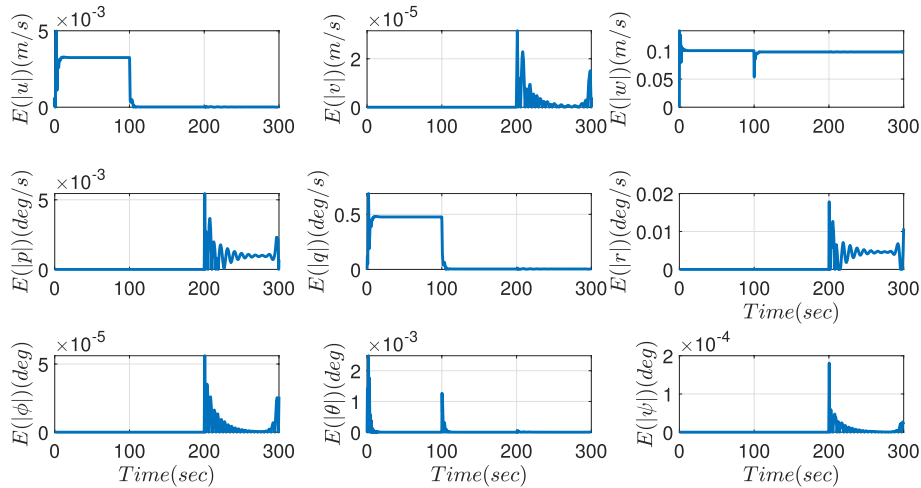 ×10⁻³ ×10⁻⁵
E(|u|)(m/s) 5 0 0 100 200 300
E(|v|)(m/s) 2 0 0 100 200 300
E(|w|)(m/s) 0.1 0.05 0 0 100 200 300
×10⁻³
E(|p|)(deg/s) 5 0 0 100 200 300
E(|q|)(deg/s) 0.5 0 0 100 200 300
E(|r|)(deg/s) 0.02 0.01 0 0 100 200 300
Time(sec)
×10⁻⁵ ×10⁻³ ×10⁻⁴
E(|ϕ|)(deg) 5 0 0 100 200 300
E(|θ|)(deg) 2 1 0 0 100 200 300
E(|ψ|)(deg) 2 1 0 0 100 200 300
Time(sec) Time(sec) Time(sec)